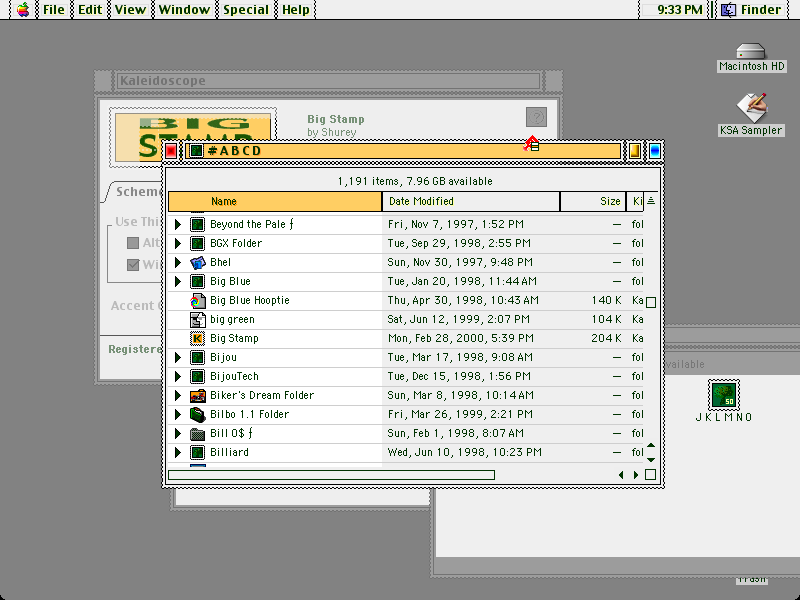 File Edit View Window Special Help 9:33 PM Finder
Macintosh HD
KSA Sampler
Kaleidoscope
BIG
Big Stamp
by Shurey
?
#ABCD
1,191 items, 7.96 GB available
Name Date Modified Size Ki
Beyond the Pale ƒ Fri, Nov 7, 1997, 1:52 PM — fol
BGX Folder Tue, Sep 29, 1998, 2:55 PM — fol
Bhel Sun, Nov 30, 1997, 9:48 PM — fol
Big Blue Tue, Jan 20, 1998, 11:44 AM — fol
Big Blue Hooptie Thu, Apr 30, 1998, 10:43 AM 140 K Ka
big green Sat, Jun 12, 1999, 2:07 PM 104 K Ka
Big Stamp Mon, Feb 28, 2000, 5:39 PM 204 K Ka
Bijou Tue, Mar 17, 1998, 9:08 AM — fol
BijouTech Tue, Dec 15, 1998, 1:56 PM — fol
Biker's Dream Folder Sun, Mar 8, 1998, 10:14 AM — fol
Bilbo 1.1 Folder Fri, Mar 26, 1999, 2:21 PM — fol
Bill 0$ ƒ Sun, Feb 1, 1998, 8:07 AM — fol
Billiard Wed, Jun 10, 1998, 10:23 PM — fol
Scheme
Use Thi
Alt
Wi
Accent
Registere
vailable
50
JKLMNO
Trash